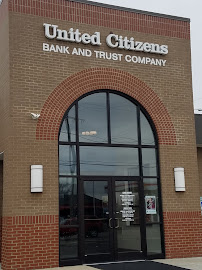 United Citizens
BANK AND TRUST COMPANY